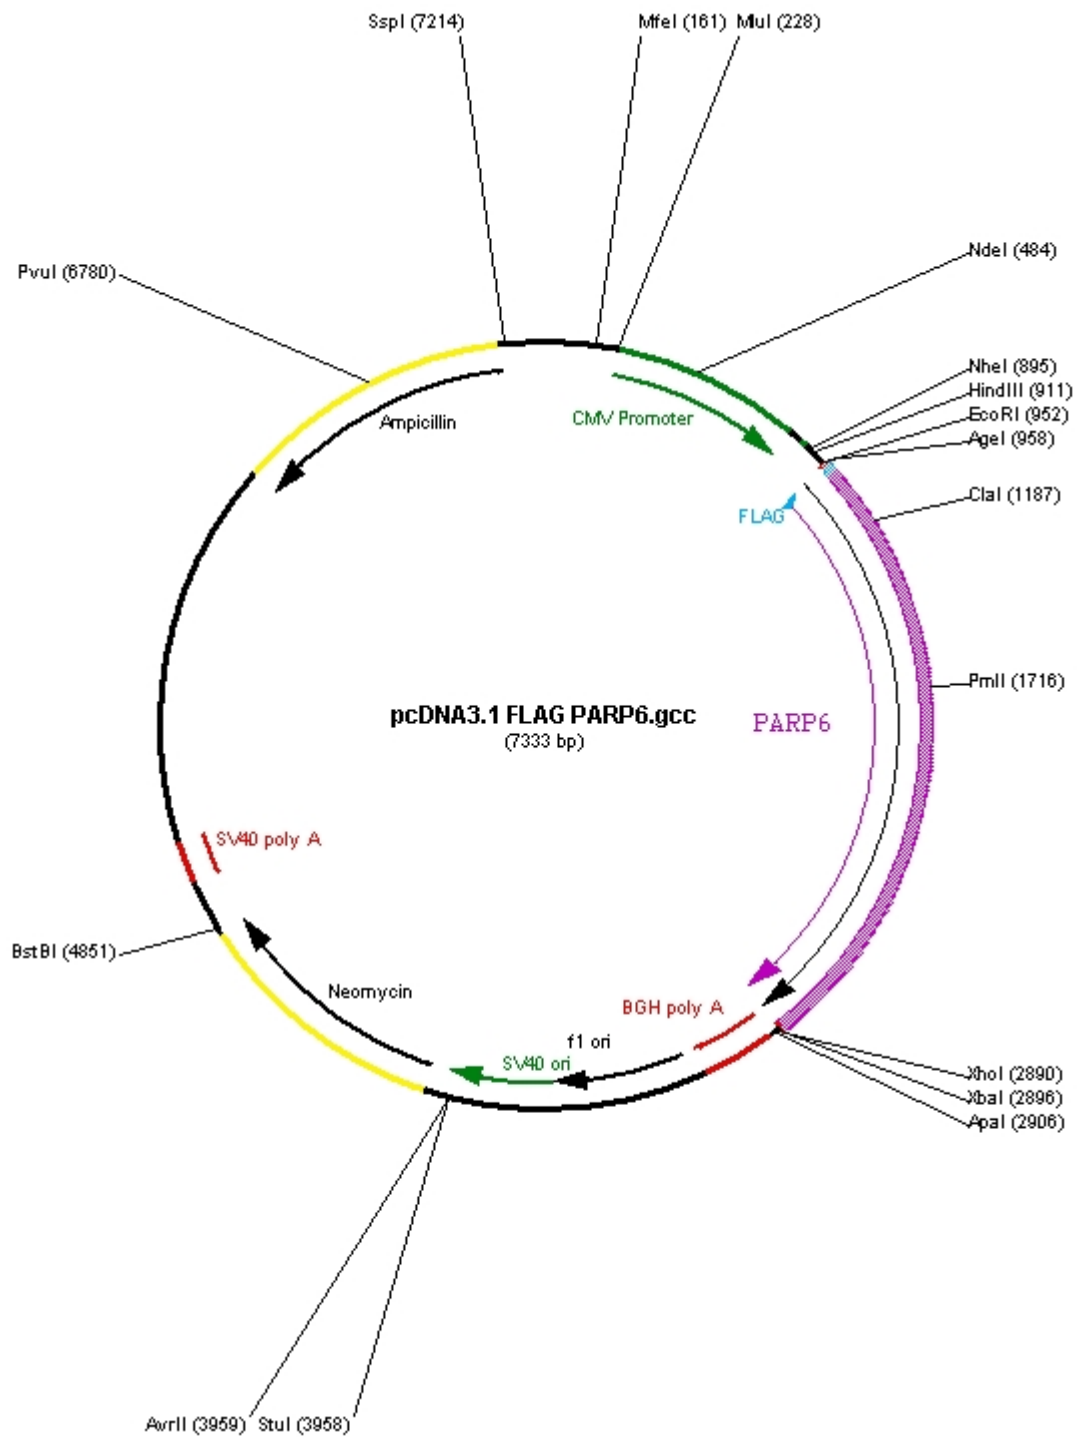 SspI (7214)
MfeI (161)
MluI (228)
PvuI (6780)
NdeI (484)
NheI (895)
HindIII (911)
EcoRI (952)
AgeI (958)
Ampicillin
CMV Promoter
ClaI (1187)
FLAG
PmlI (1716)
pcDNA3.1 FLAG PARP6.gcc
(7333 bp)
PARP6
SV40 poly A
BstBI (4851)
Neomycin
BGH poly A
f1 ori
SV40 ori
XhoI (2890)
XbaI (2896)
ApaI (2906)
AvrII (3959)
StuI (3958)